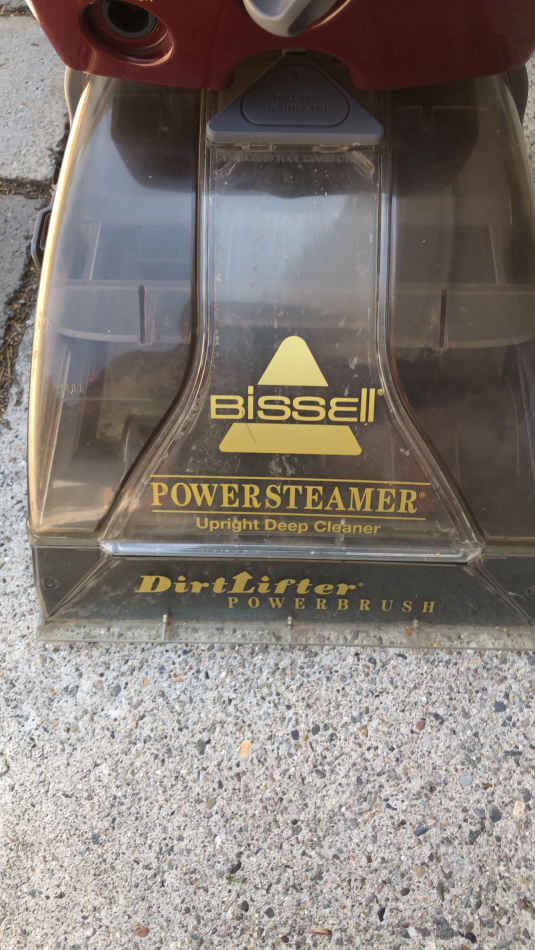 BISSELL®
POWERSTEAMER®
Upright Deep Cleaner
DirtLifter®
POWERBRUSH